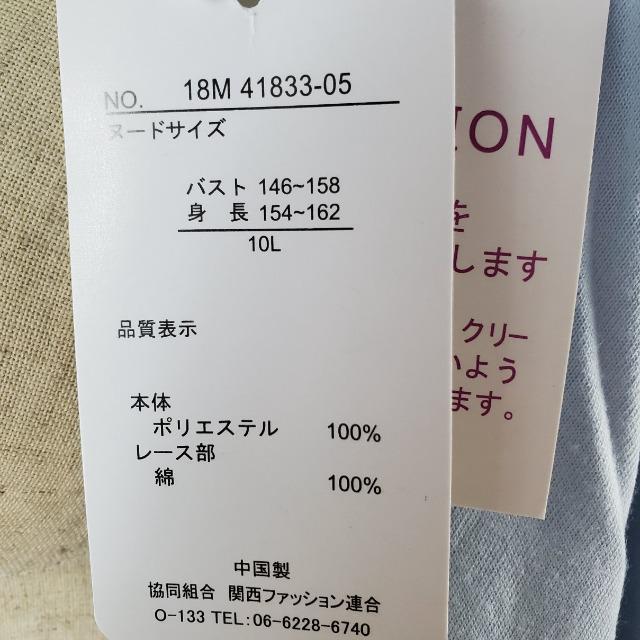 NO. 18M 41833-05
ヌードサイズ
バスト 146~158
身 長 154~162
10L
品質表示
本体
ポリエステル 100%
レース部
綿 100%
中国製
協同組合 関西ファッション連合
O-133 TEL:06-6228-6740
ION
を
します
クリー
いよう
ます。